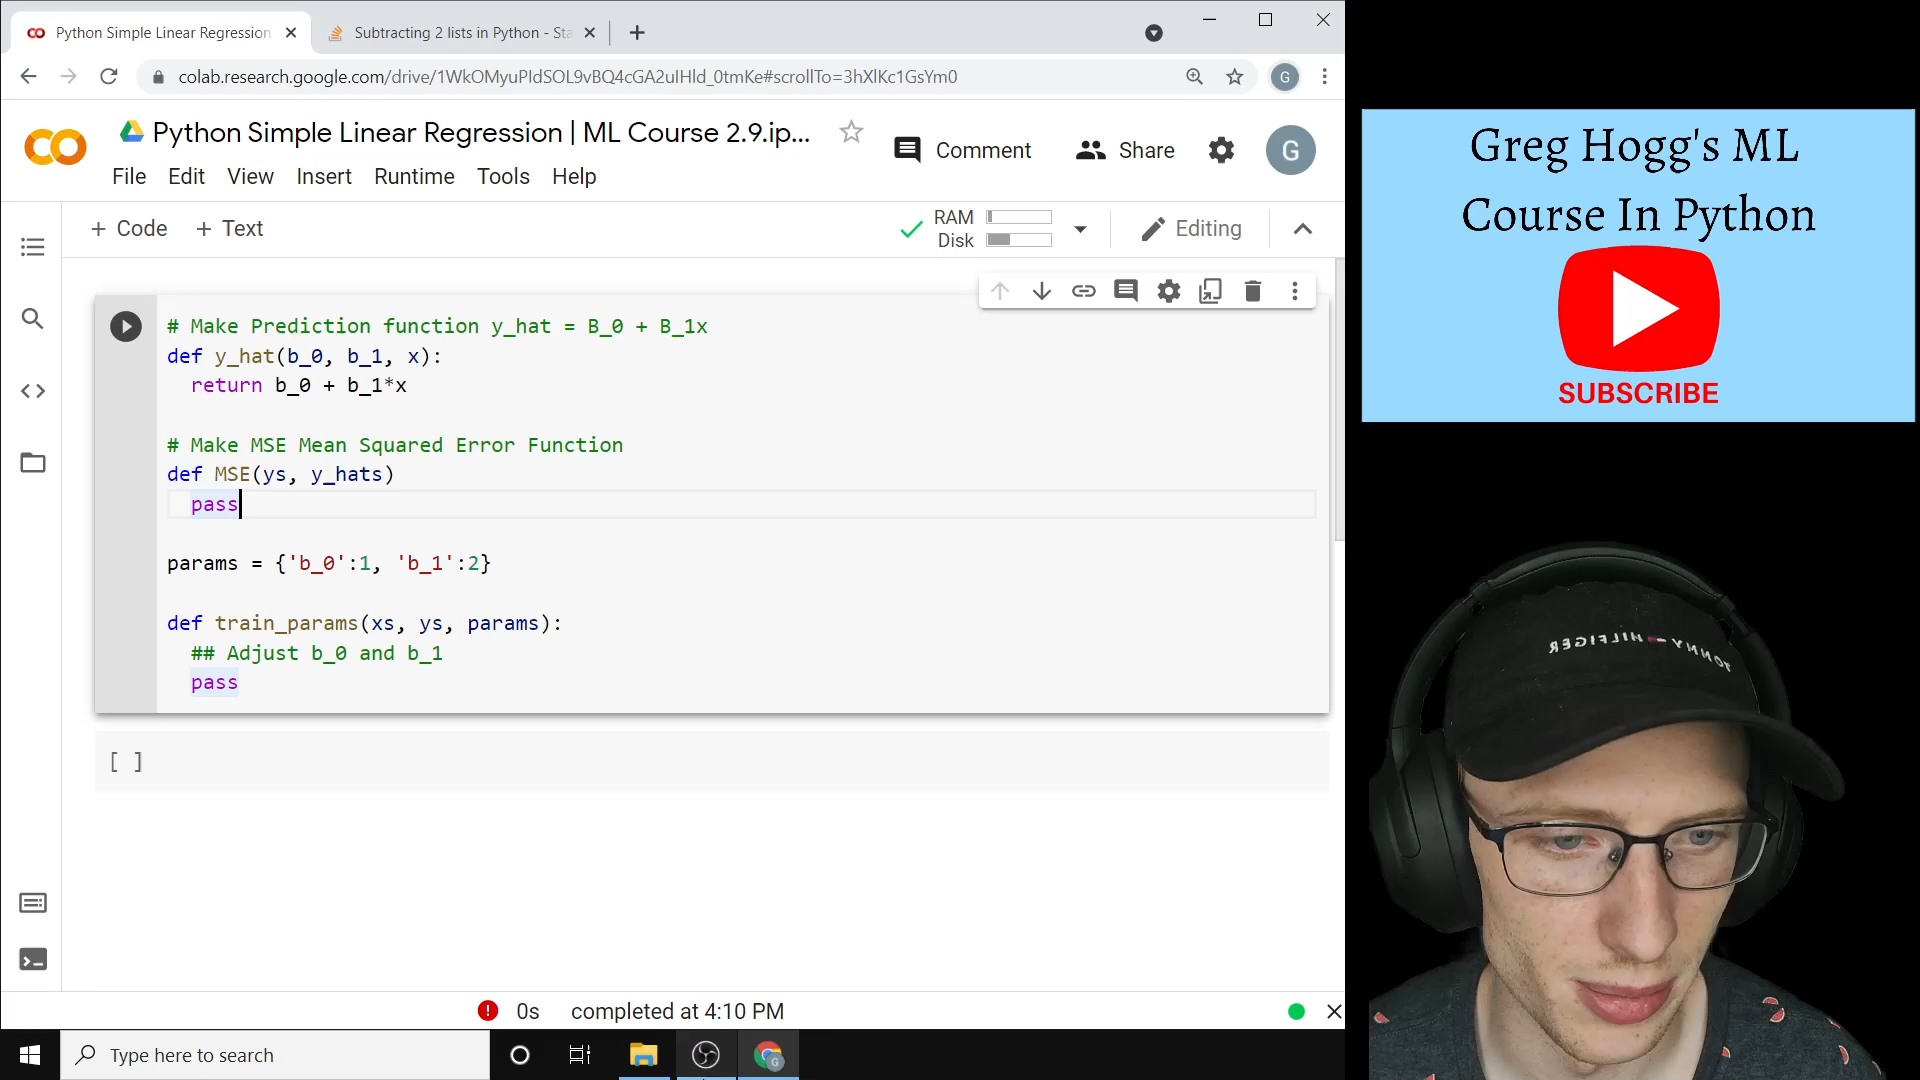 Python Simple Linear Regression
Subtracting 2 lists in Python - Sta
colab.research.google.com/drive/1WkOMyuPIdSOL9vBQ4cGA2uIHld_0tmKe#scrollTo=3hXlKc1GsYm0
G
Python Simple Linear Regression | ML Course 2.9.ip...
Comment
Share
G
File Edit View Insert Runtime Tools Help
+ Code + Text
RAM
Disk
Editing
# Make Prediction function y_hat = B_0 + B_1x
def y_hat(b_0, b_1, x):
return b_0 + b_1*x
# Make MSE Mean Squared Error Function
def MSE(ys, y_hats)
pass
params = {'b_0':1, 'b_1':2}
def train_params(xs, ys, params):
## Adjust b_0 and b_1
pass
[ ]
0s completed at 4:10 PM
Type here to search
G
Greg Hogg's ML
Course In Python
SUBSCRIBE
TOMMY HILFIGER